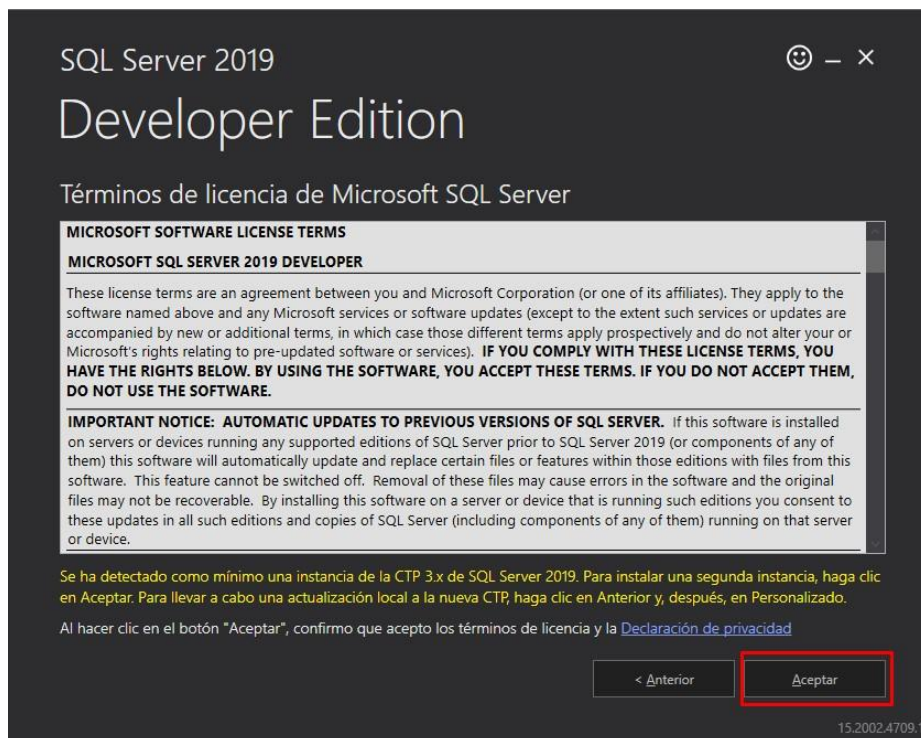 SQL Server 2019
Developer Edition
Términos de licencia de Microsoft SQL Server
MICROSOFT SOFTWARE LICENSE TERMS
MICROSOFT SQL SERVER 2019 DEVELOPER
These license terms are an agreement between you and Microsoft Corporation (or one of its affiliates). They apply to the
software named above and any Microsoft services or software updates (except to the extent such services or updates are
accompanied by new or additional terms, in which case those different terms apply prospectively and do not alter your or
Microsoft's rights relating to pre-updated software or services). IF YOU COMPLY WITH THESE LICENSE TERMS, YOU
HAVE THE RIGHTS BELOW. BY USING THE SOFTWARE, YOU ACCEPT THESE TERMS. IF YOU DO NOT ACCEPT THEM,
DO NOT USE THE SOFTWARE.
IMPORTANT NOTICE: AUTOMATIC UPDATES TO PREVIOUS VERSIONS OF SQL SERVER. If this software is installed
on servers or devices running any supported editions of SQL Server prior to SQL Server 2019 (or components of any of
them) this software will automatically update and replace certain files or features within those editions with files from this
software. This feature cannot be switched off. Removal of these files may cause errors in the software and the original
files may not be recoverable. By installing this software on a server or device that is running such editions you consent to
these updates in all such editions and copies of SQL Server (including components of any of them) running on that server
or device.
Se ha detectado como mínimo una instancia de la CTP 3.x de SQL Server 2019. Para instalar una segunda instancia, haga clic
en Aceptar. Para llevar a cabo una actualización local a la nueva CTP, haga clic en Anterior y, después, en Personalizado.
Al hacer clic en el botón "Aceptar", confirmo que acepto los términos de licencia y la Declaración de privacidad
< Anterior
Aceptar
15.2002.4709.1